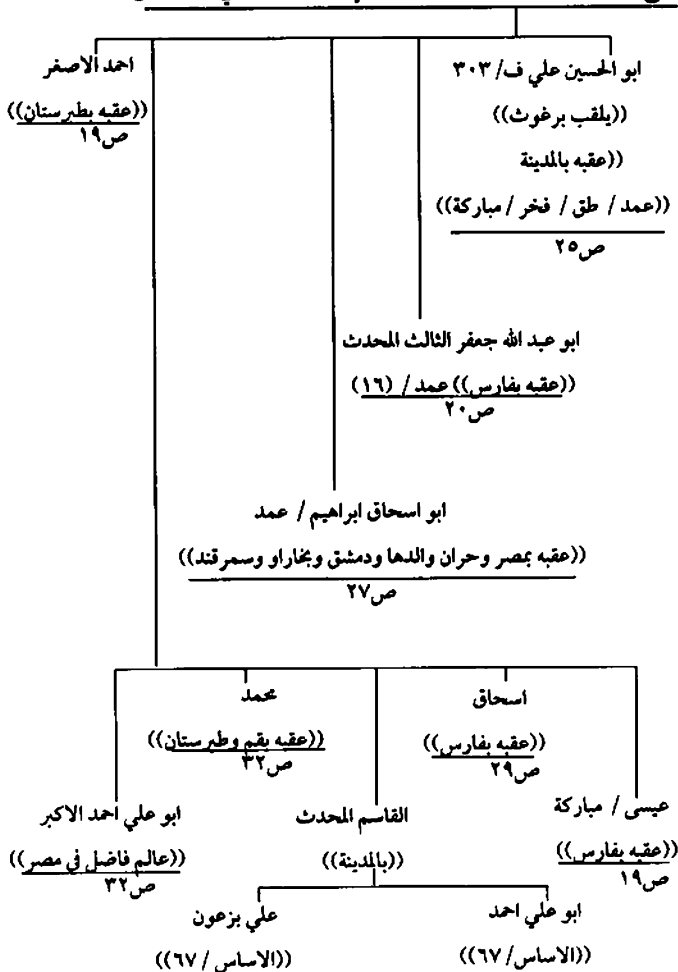 ابو الحسين علي ف/ ٣٠٣
((يلقب برغوث))
((عقبه بالمدينة
((عمد / طق / فخر / مباركة))
ص٢٥
احمد الاصغر
((عقبه بطبرستان))
ص١٩
ابو عبد الله جعفر الثالث المحدث
((عقبه بفارس)) عمد / (١٦)
ص٢٠
ابو اسحاق ابراهيم / عمد
((عقبه بمصر وحران والدها ودمشق وبخاراو وسمرقند))
ص٢٧
عيسى / مباركة
((عقبه بفارس))
ص١٩
اسحاق
((عقبه بفارس))
ص٢٩
القاسم المحدث
((بالمدينة))
محمد
((عقبه بقم وطبرستان))
ص٣٢
ابو علي احمد الاكبر
((عالم فاضل في مصر))
ص٣٢
ابو علي احمد
((الاساس/ ٦٧))
علي بزعون
((الاساس / ٦٧))